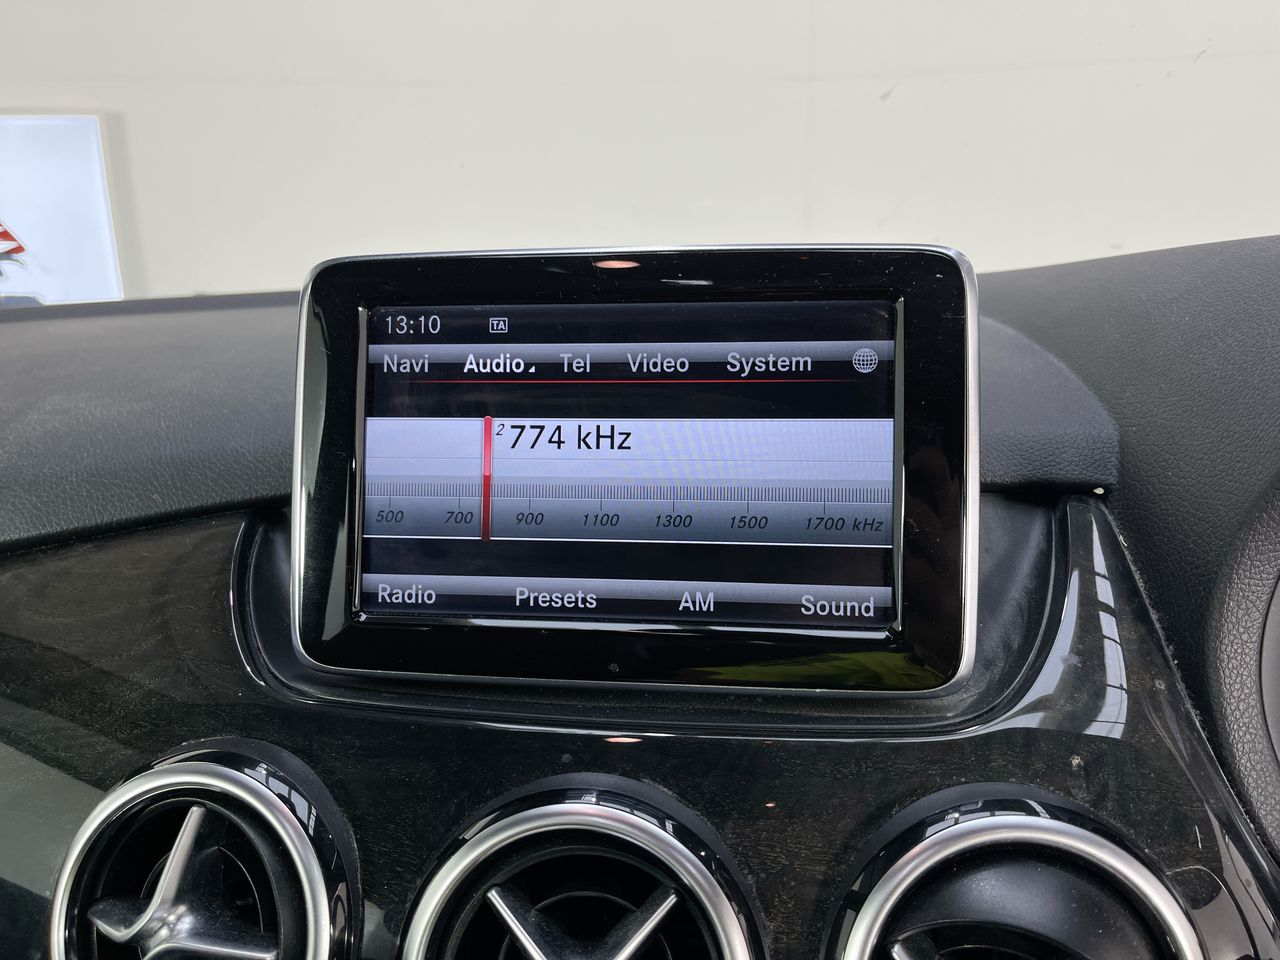 13:10 TA
Navi Audio Tel Video System
2 774 kHz
500 700 900 1100 1300 1500 1700 kHz
Radio Presets AM Sound